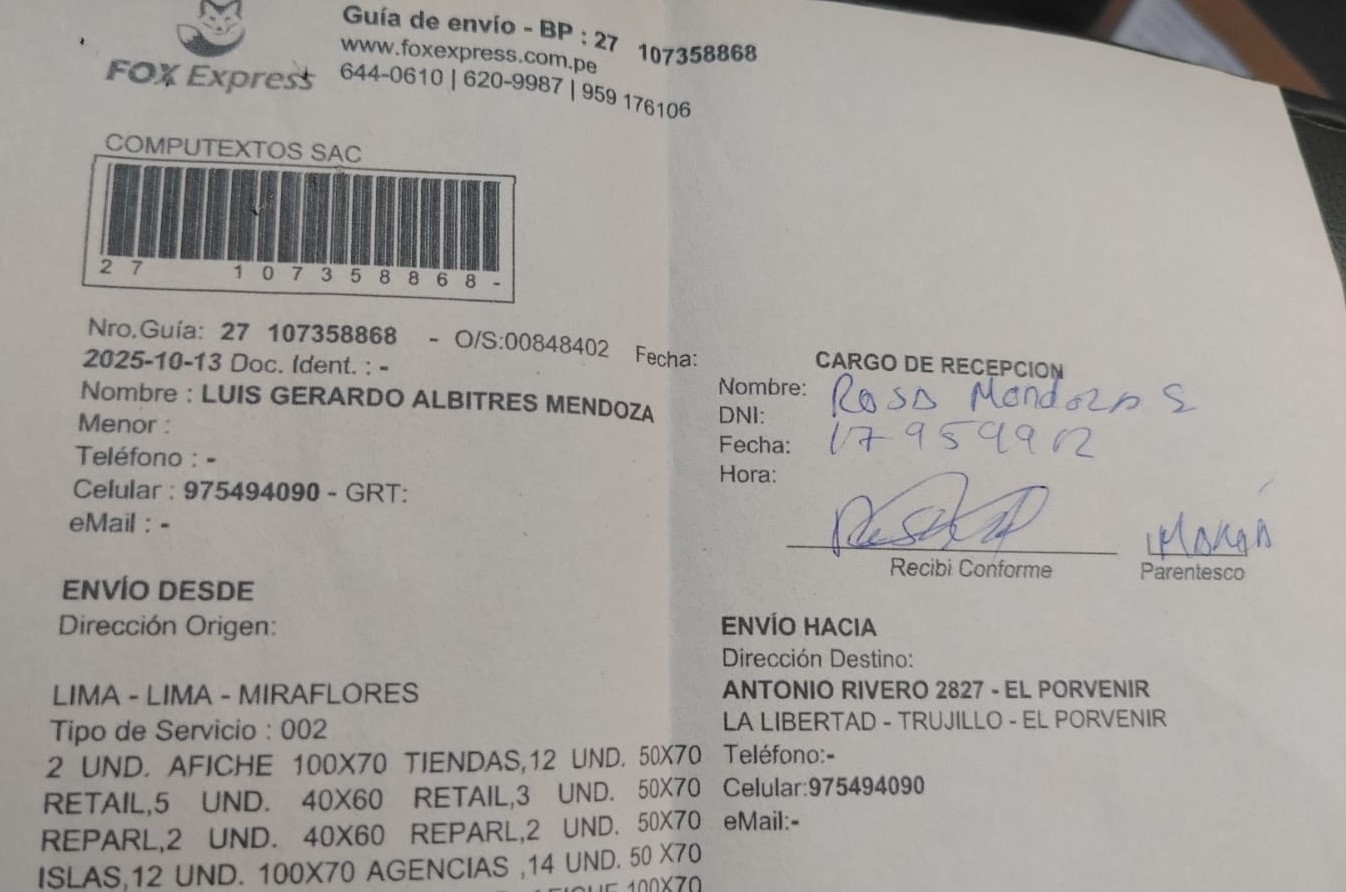 FOX Express
Guía de envío - BP : 27 107358868
www.foxexpress.com.pe
644-0610 | 620-9987 | 959 176106
COMPUTEXTOS SAC
27 107358868-
Nro.Guía: 27 107358868 - O/S:00848402 Fecha:
2025-10-13 Doc. Ident. : -
Nombre : LUIS GERARDO ALBITRES MENDOZA
Menor :
Teléfono : -
Celular : 975494090 - GRT:
eMail : -
CARGO DE RECEPCION
Nombre: Rosa Mendoza S
DNI: 17959912
Fecha:
Hora:
Recibi Conforme
Parentesco
ENVÍO DESDE
Dirección Origen:
LIMA - LIMA - MIRAFLORES
Tipo de Servicio : 002
2 UND. AFICHE 100X70 TIENDAS,12 UND. 50X70
RETAIL,5 UND. 40X60 RETAIL,3 UND. 50X70
REPARL,2 UND. 40X60 REPARL,2 UND. 50X70
ISLAS,12 UND. 100X70 AGENCIAS ,14 UND. 50 X70
AFICHE 100X70
ENVÍO HACIA
Dirección Destino:
ANTONIO RIVERO 2827 - EL PORVENIR
LA LIBERTAD - TRUJILLO - EL PORVENIR
Teléfono:-
Celular:975494090
eMail:-